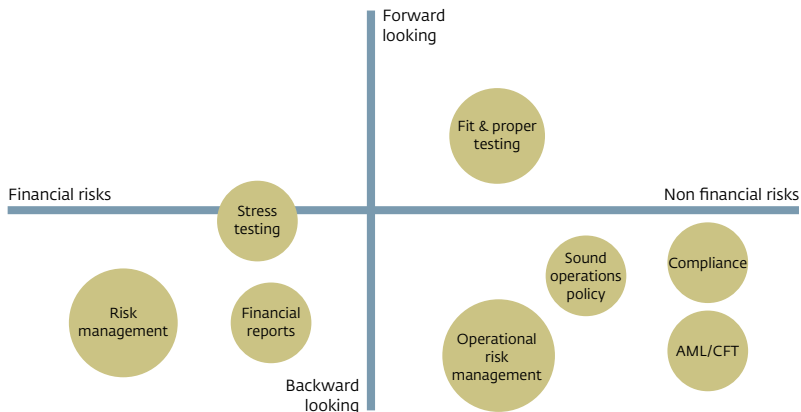 Forward
looking
Fit & proper
testing
Financial risks
Non financial risks
Stress
testing
Sound
operations
policy
Compliance
Risk
management
Financial
reports
Operational
risk
management
AML/CFT
Backward
looking